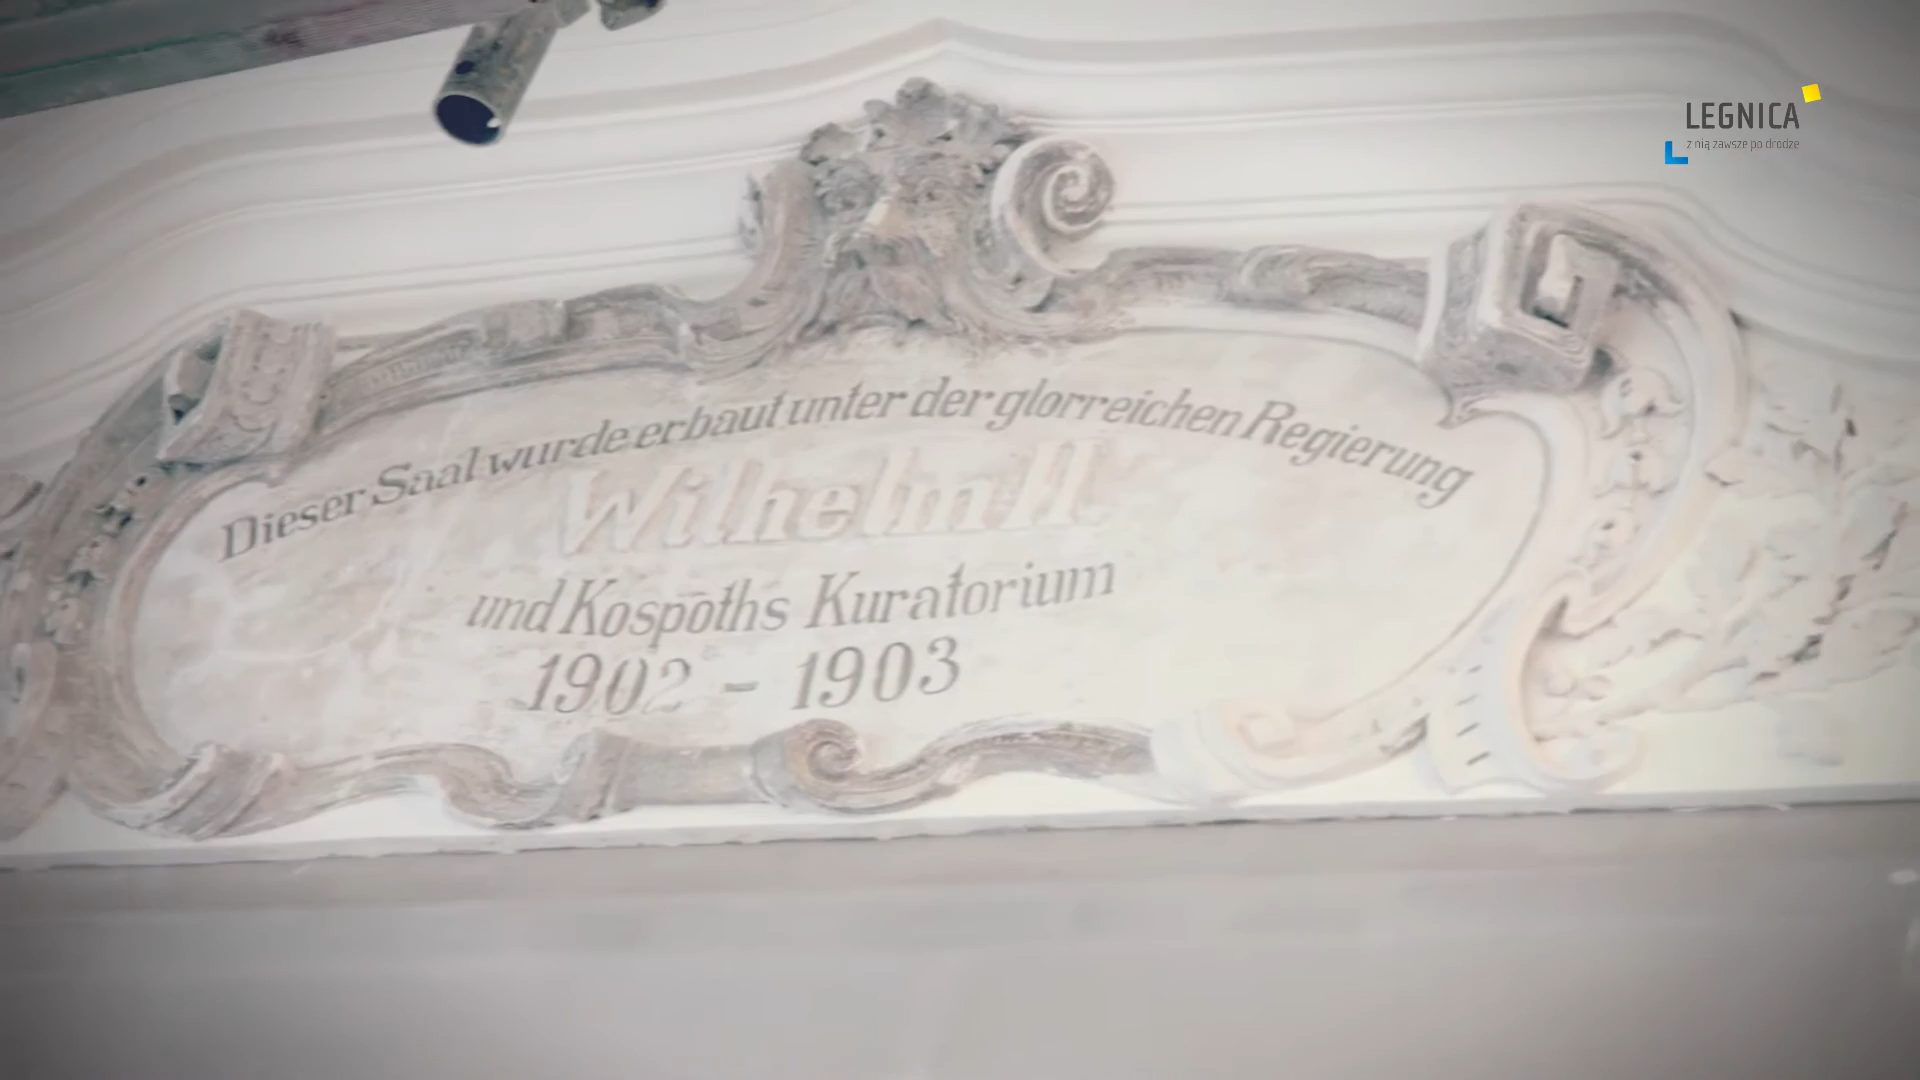 LEGNICA
z nią zawsze po drodze
Dieser Saal wurde erbaut unter der glorreichen Regierung
Wilhelm II.
und Kospōths Kuratorium
1902 - 1903